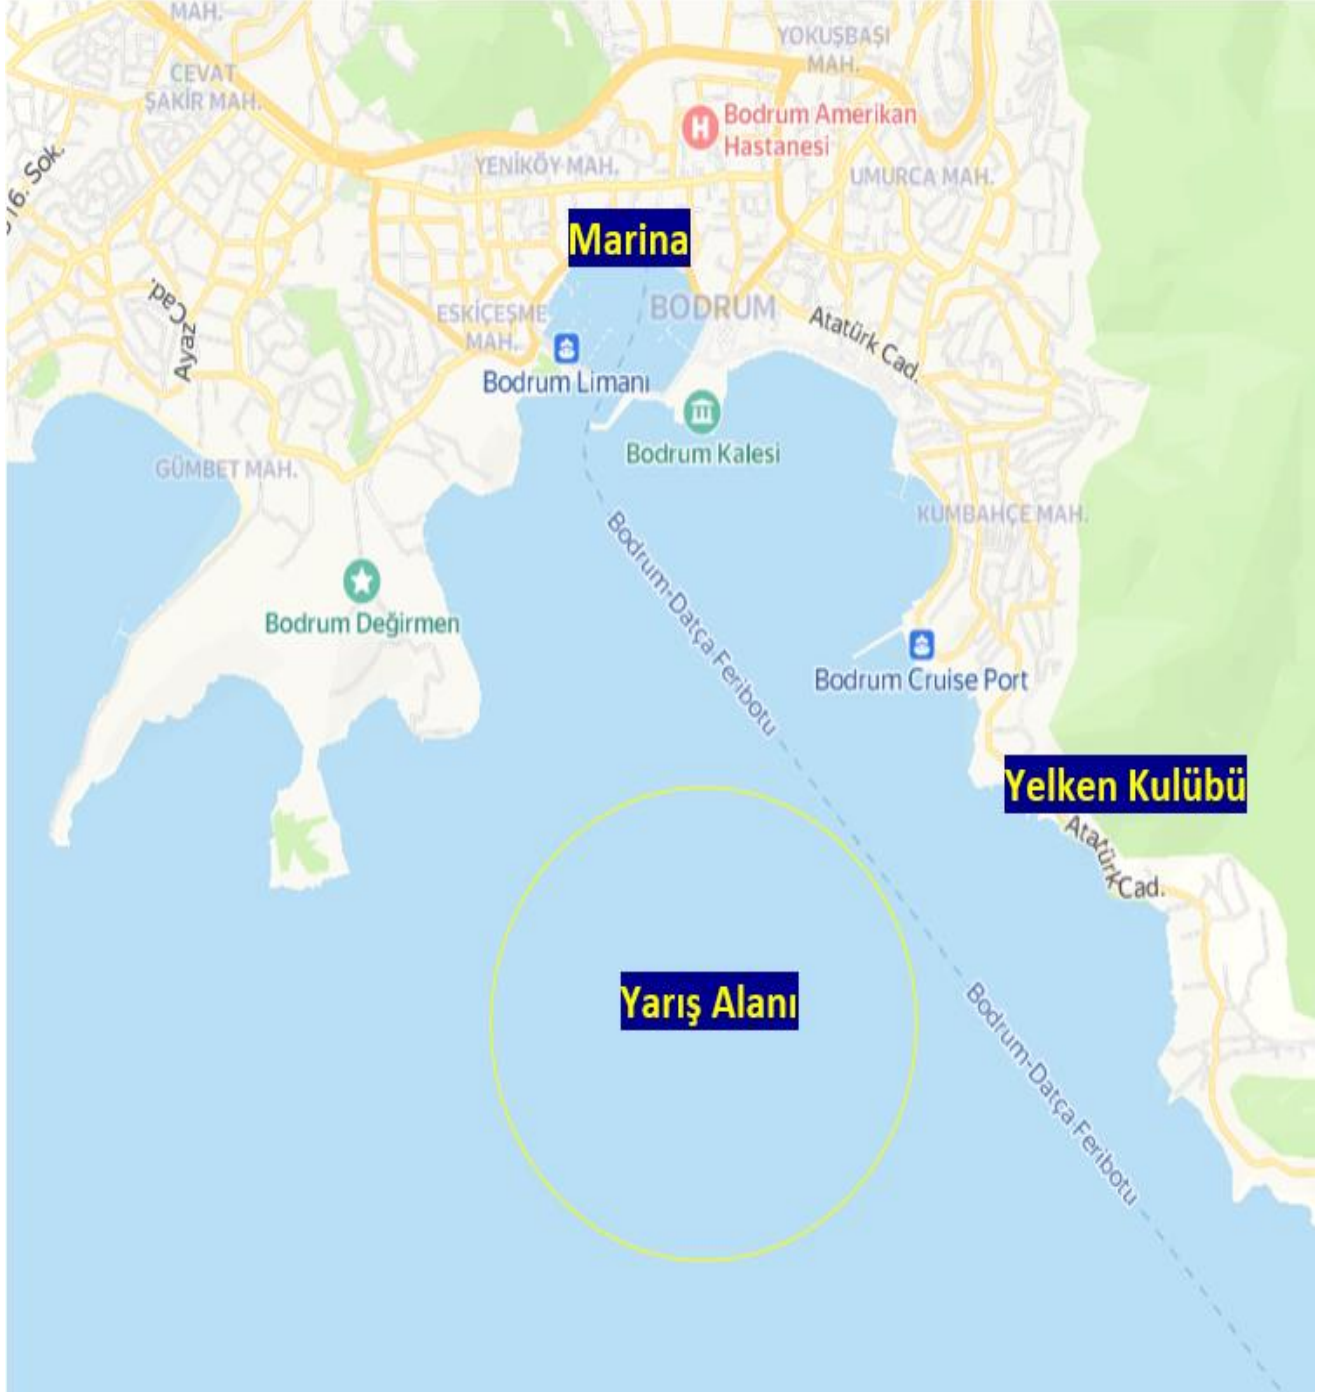 MAH.
CEVAT
ŞAKİR MAH.
YOKUŞBAŞI
MAH.
Bodrum Amerikan
Hastanesi
16. Sok.
YENİKÖY MAH.
UMURCA MAH.
Marina
Ayaz Cad.
ESKİÇEŞME
MAH.
BODRUM
Atatürk Cad.
Bodrum Limanı
Bodrum Kalesi
GÜMBET MAH.
KUMBAHÇE MAH.
Bodrum Değirmen
Bodrum-Datça Feribotu
Bodrum Cruise Port
Yelken Kulübü
Atatürk Cad.
Yarış Alanı
Bodrum-Datça Feribotu